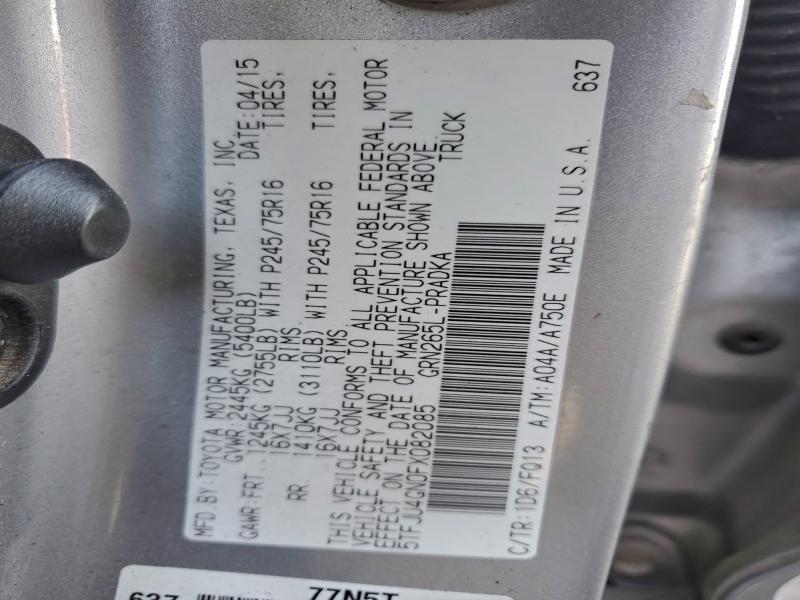 MFD.BY:TOYOTA MOTOR MANUFACTURING, TEXAS, INC.
GVWR:2445KG (5400LB) DATE:04/15
GAWR-FRT 1245KG (2755LB) WITH P245/75R16 TIRES,
16X7JJ RIMS
RR 1410KG (3110LB) WITH P245/75R16 TIRES,
16X7JJ RIMS
THIS VEHICLE CONFORMS TO ALL APPLICABLE FEDERAL MOTOR
VEHICLE SAFETY AND THEFT PREVENTION STANDARDS IN
EFFECT ON THE DATE OF MANUFACTURE SHOWN ABOVE.
5TFJU4GN0FX082085 GRN265L-PRADKA TRUCK
C/TR:1D6/FQ13 A/TM:A04A/A750E MADE IN U.S.A. 637
637 77N5T